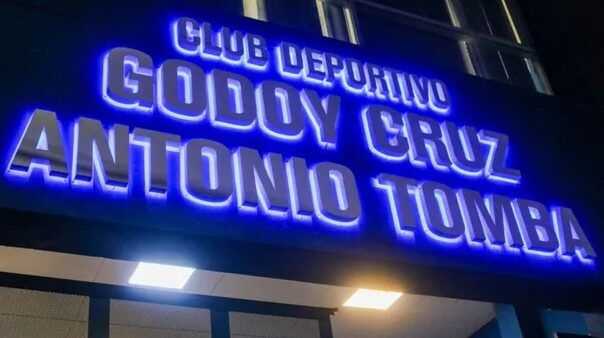 CLUB DEPORTIVO
GODOY CRUZ
ANTONIO TOMBA